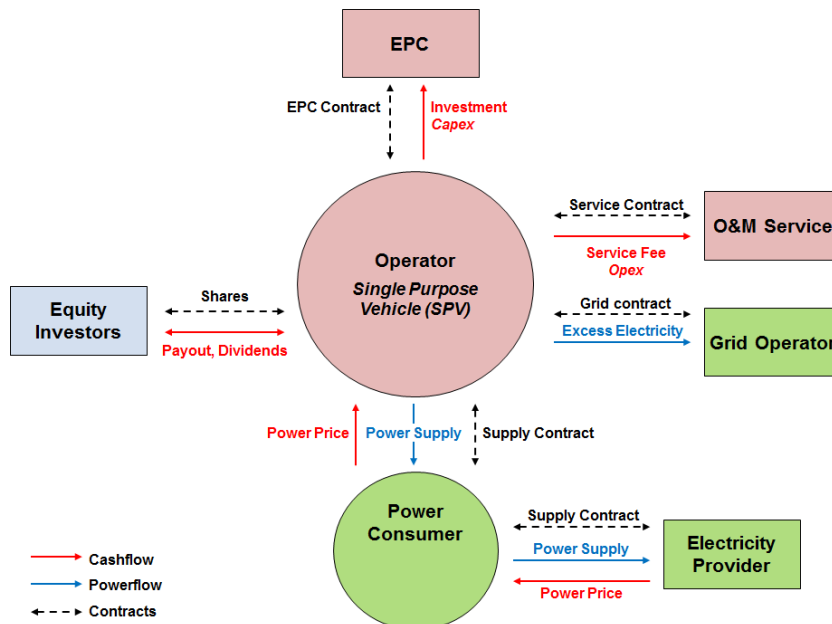 EPC
EPC Contract
Investment
Capex
Operator
Single Purpose
Vehicle (SPV)
Service Contract
Service Fee
Opex
O&M Service
Grid contract
Excess Electricity
Grid Operator
Equity
Investors
Shares
Payout, Dividends
Power Price
Power Supply
Supply Contract
Power
Consumer
Supply Contract
Power Supply
Power Price
Electricity
Provider
Cashflow
Powerflow
Contracts